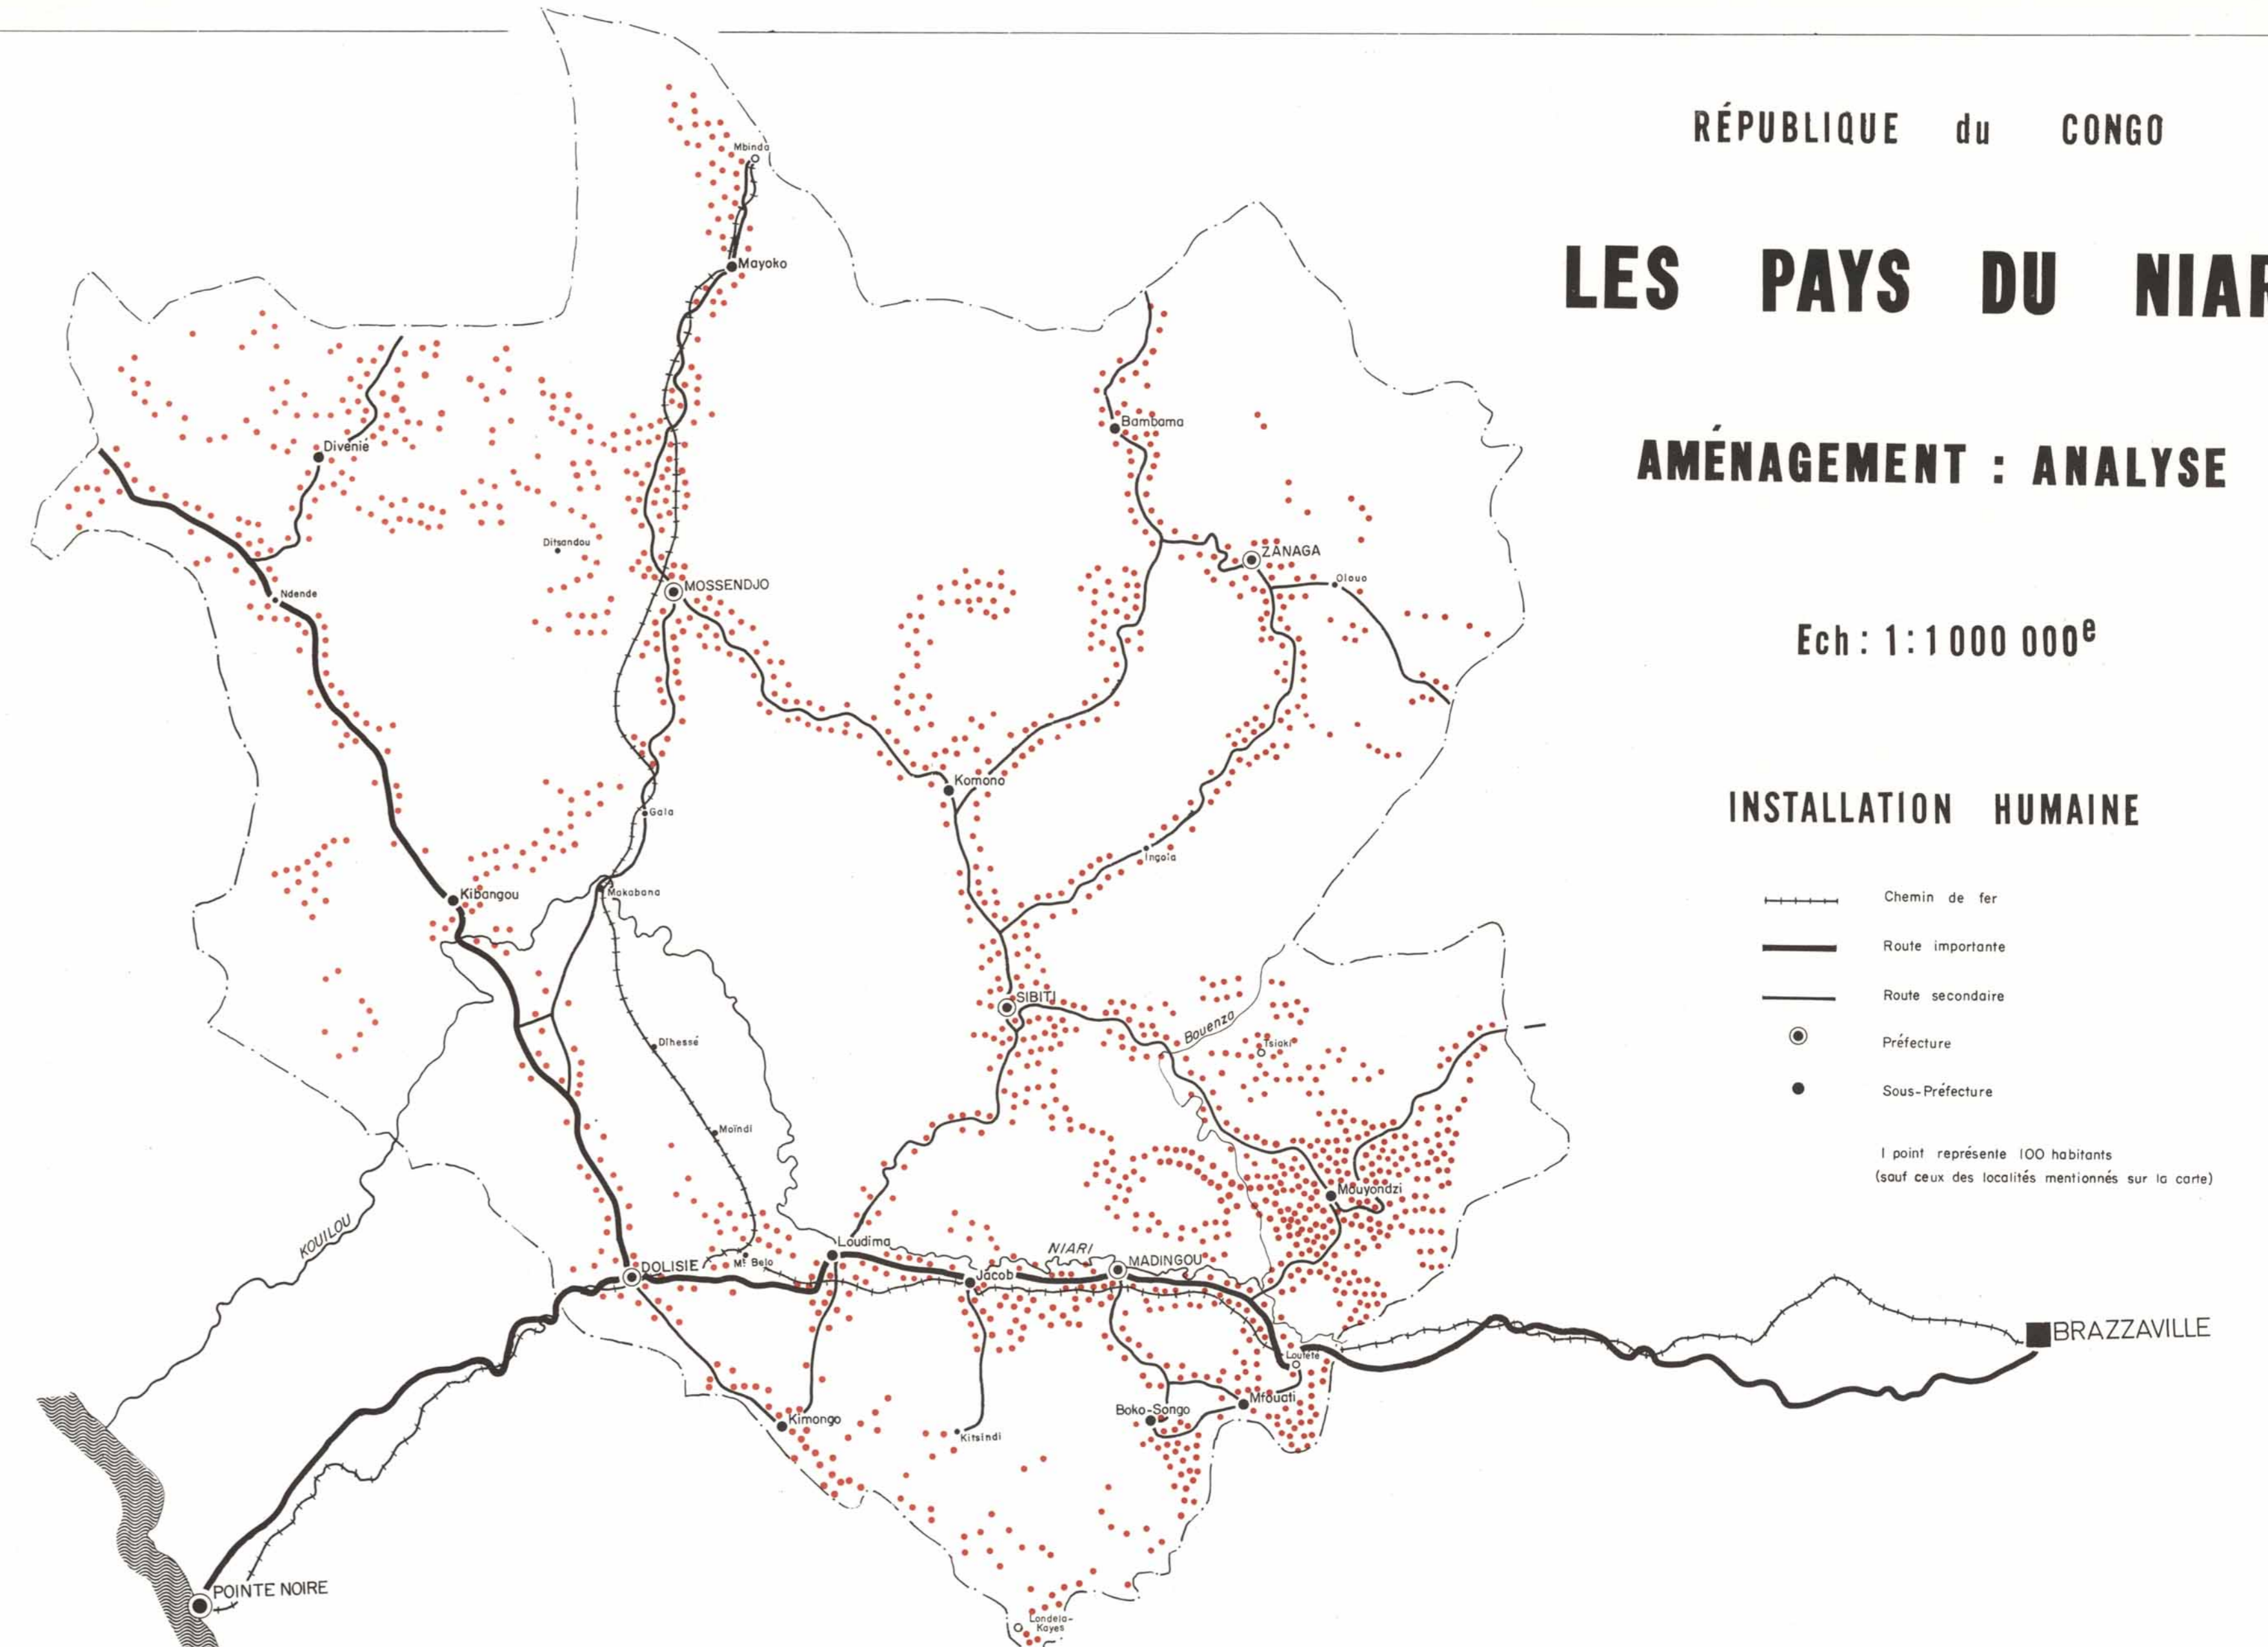 RÉPUBLIQUE du CONGO
LES PAYS DU NIAR
AMÉNAGEMENT : ANALYSE
Ech : 1 : 1 000 000e
INSTALLATION HUMAINE
Chemin de fer
Route importante
Route secondaire
Préfecture
Sous-Préfecture
1 point représente 100 habitants
(sauf ceux des localités mentionnés sur la carte)
Mbinda
Mayoko
Bambama
Divenié
Ditsandou
ZANAGA
Olouo
MOSSENDJO
Ndende
Komono
Gala
Ingoïa
Kibangou
Makabana
SIBITI
Bouenza
Tsiaki
Dihessé
Moïndi
Mouyondzi
KOUILOU
Loudima
NIARI
MADINGOU
DOLISIE
Mt Belo
Jacob
BRAZZAVILLE
Loutété
Mfouati
Boko-Songo
Kimongo
Kitsindi
POINTE NOIRE
Londela-
Kayes